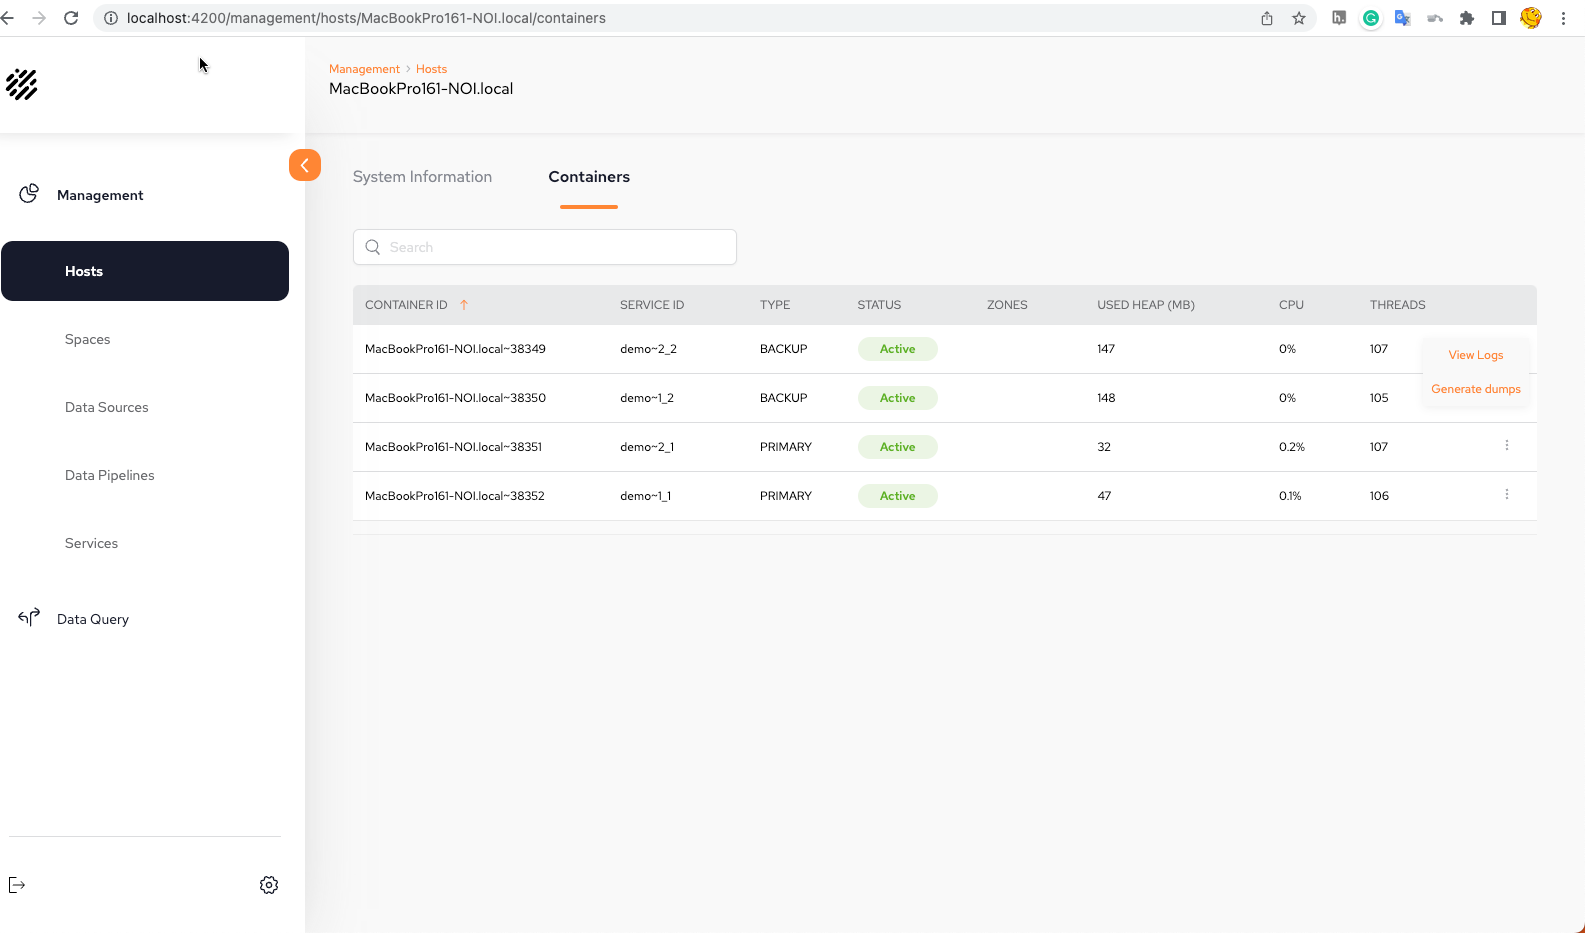 localhost:4200/management/hosts/MacBookPro161-NOI.local/containers
Management > Hosts
MacBookPro161-NOI.local
Management
Hosts
Spaces
Data Sources
Data Pipelines
Services
Data Query
System Information Containers
Search
CONTAINER ID SERVICE ID TYPE STATUS ZONES USED HEAP (MB) CPU THREADS
MacBookPro161-NOI.local~38349 demo~2_2 BACKUP Active 147 0% 107
View Logs
MacBookPro161-NOI.local~38350 demo~1_2 BACKUP Active 148 0% 105
Generate dumps
MacBookPro161-NOI.local~38351 demo~2_1 PRIMARY Active 32 0.2% 107
MacBookPro161-NOI.local~38352 demo~1_1 PRIMARY Active 47 0.1% 106